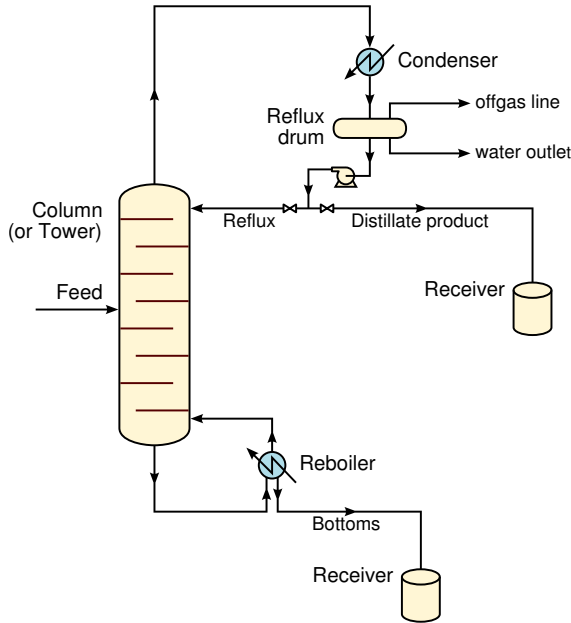 Condenser
offgas line
Reflux
drum
water outlet
Column
(or Tower)
Reflux
Distillate product
Feed
Receiver
Reboiler
Bottoms
Receiver